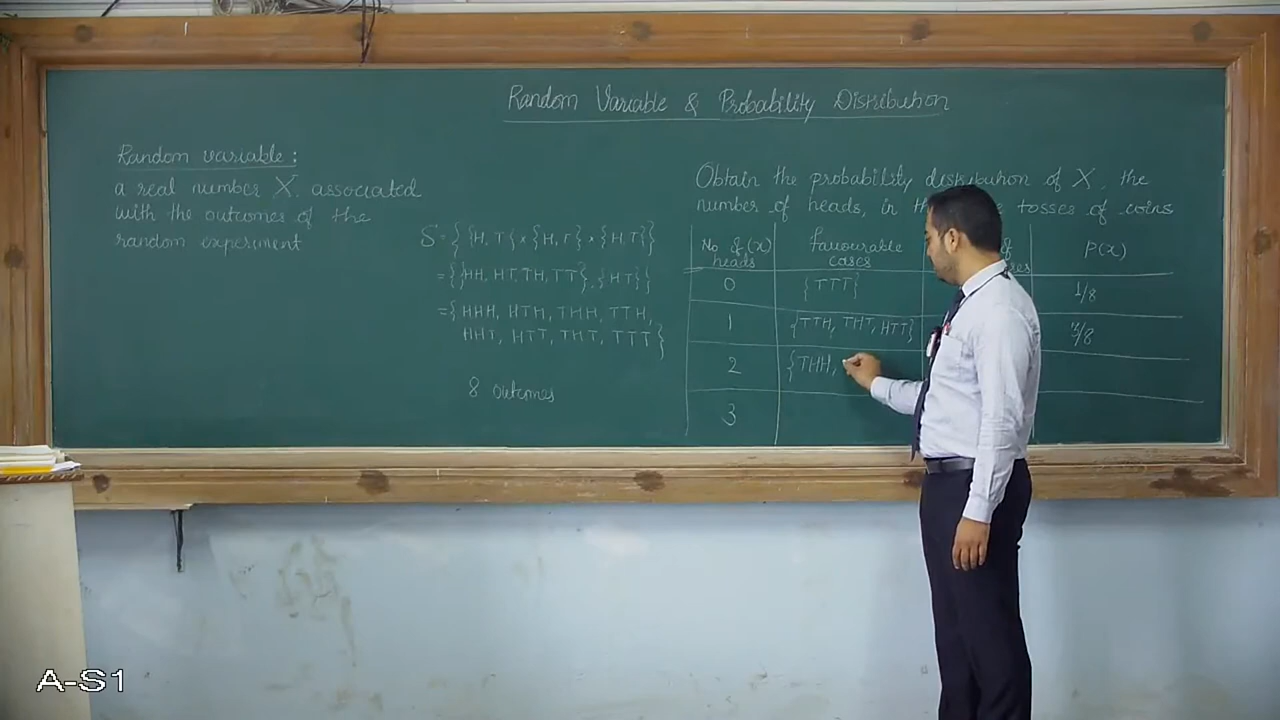 Random Variable & Probability Distribution
Random variable:
a real number X, associated
with the outcomes of the
random experiment
S = { {H, T} × {H, T} × {H, T} }
= { {HH, HT, TH, TT} . {H T} }
= { HHH, HTH, THH, TTH,
HHT, HTT, THT, TTT }
8 outcomes
Obtain the probability distribution of X, the
number of heads, in th tosses of coins
No. of (x) heads Favourable cases of P(x)
0 {TTT} 1/8
1 {TTH, THT, HTT} 3/8
2 {THH,
3
A-S1